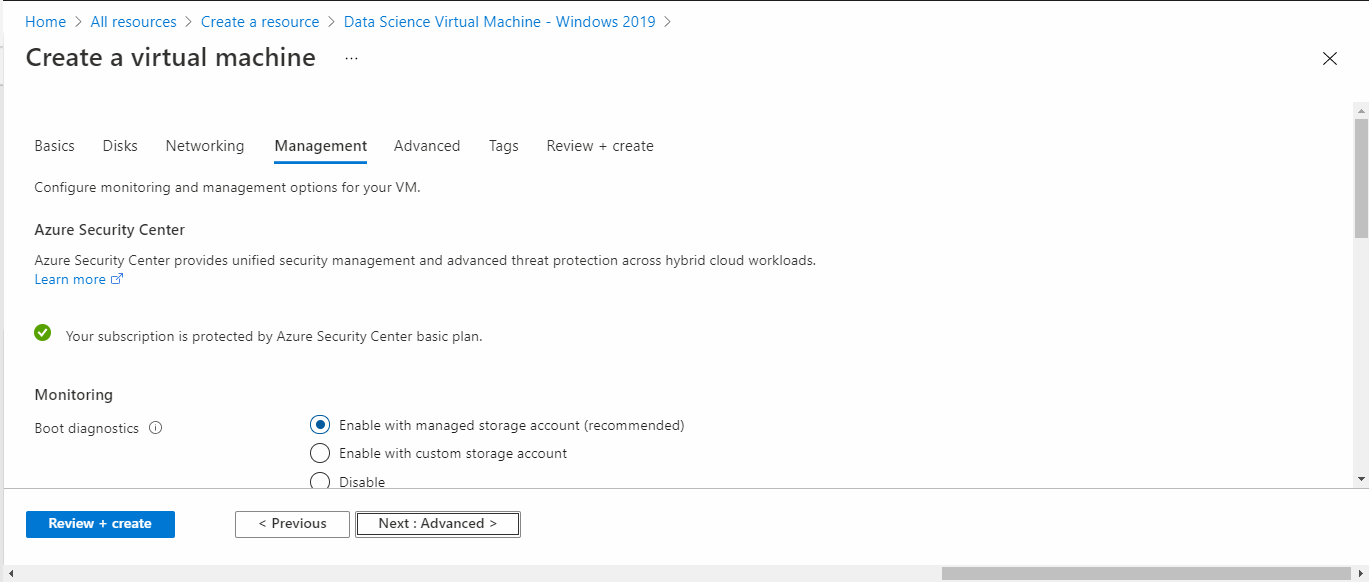 Home > All resources > Create a resource > Data Science Virtual Machine - Windows 2019 >
Create a virtual machine ...
Basics Disks Networking Management Advanced Tags Review + create
Configure monitoring and management options for your VM.
Azure Security Center
Azure Security Center provides unified security management and advanced threat protection across hybrid cloud workloads.
Learn more
Your subscription is protected by Azure Security Center basic plan.
Monitoring
Boot diagnostics
Enable with managed storage account (recommended)
Enable with custom storage account
Disable
Review + create < Previous Next : Advanced >